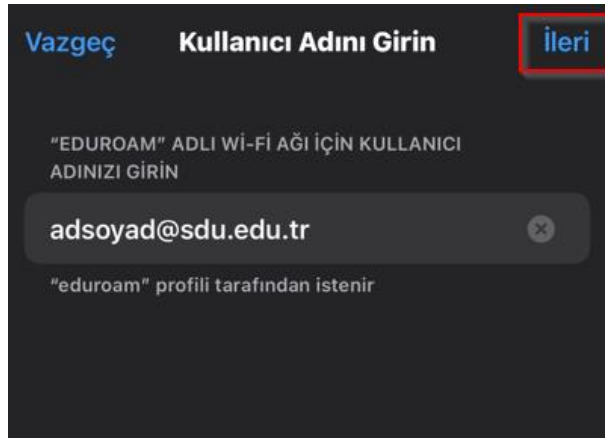 Vazgeç Kullanıcı Adını Girin İleri
“EDUROAM” ADLI Wİ-Fİ AĞI İÇİN KULLANICI
ADINIZI GİRİN
adsoyad@sdu.edu.tr
“eduroam” profili tarafından istenir